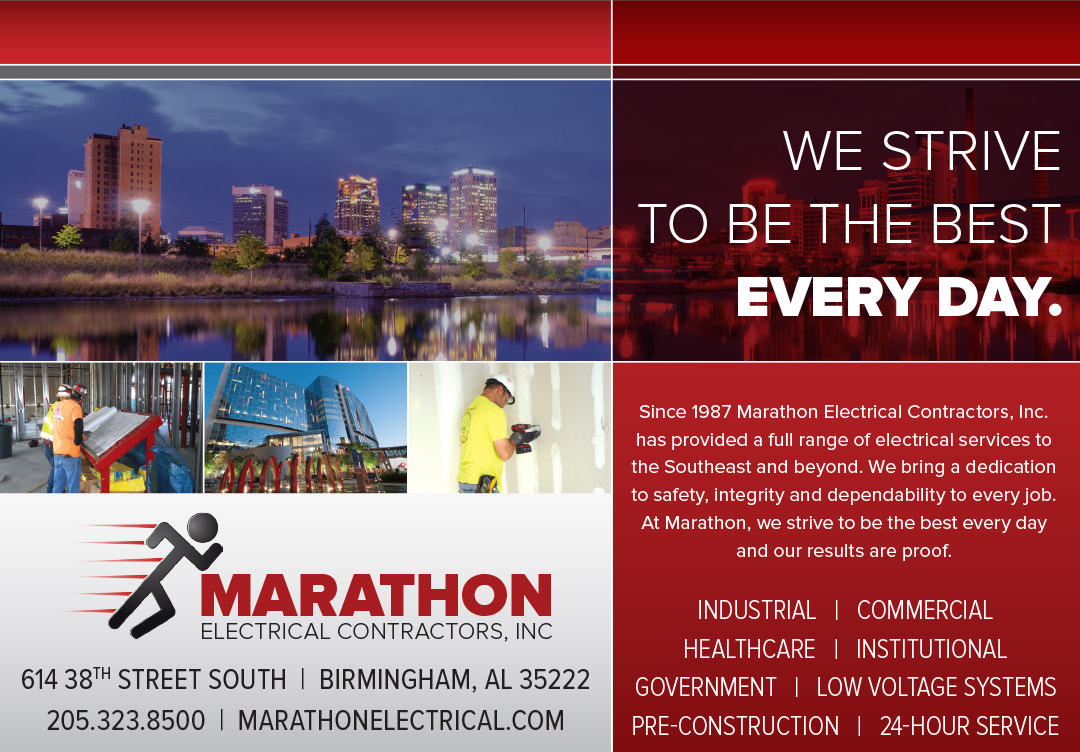 WE STRIVE
TO BE THE BEST
EVERY DAY.
Since 1987 Marathon Electrical Contractors, Inc.
has provided a full range of electrical services to
the Southeast and beyond. We bring a dedication
to safety, integrity and dependability to every job.
At Marathon, we strive to be the best every day
and our results are proof.
INDUSTRIAL | COMMERCIAL
HEALTHCARE | INSTITUTIONAL
GOVERNMENT | LOW VOLTAGE SYSTEMS
PRE-CONSTRUCTION | 24-HOUR SERVICE
MARATHON
ELECTRICAL CONTRACTORS, INC
614 38TH STREET SOUTH | BIRMINGHAM, AL 35222
205.323.8500 | MARATHONELECTRICAL.COM